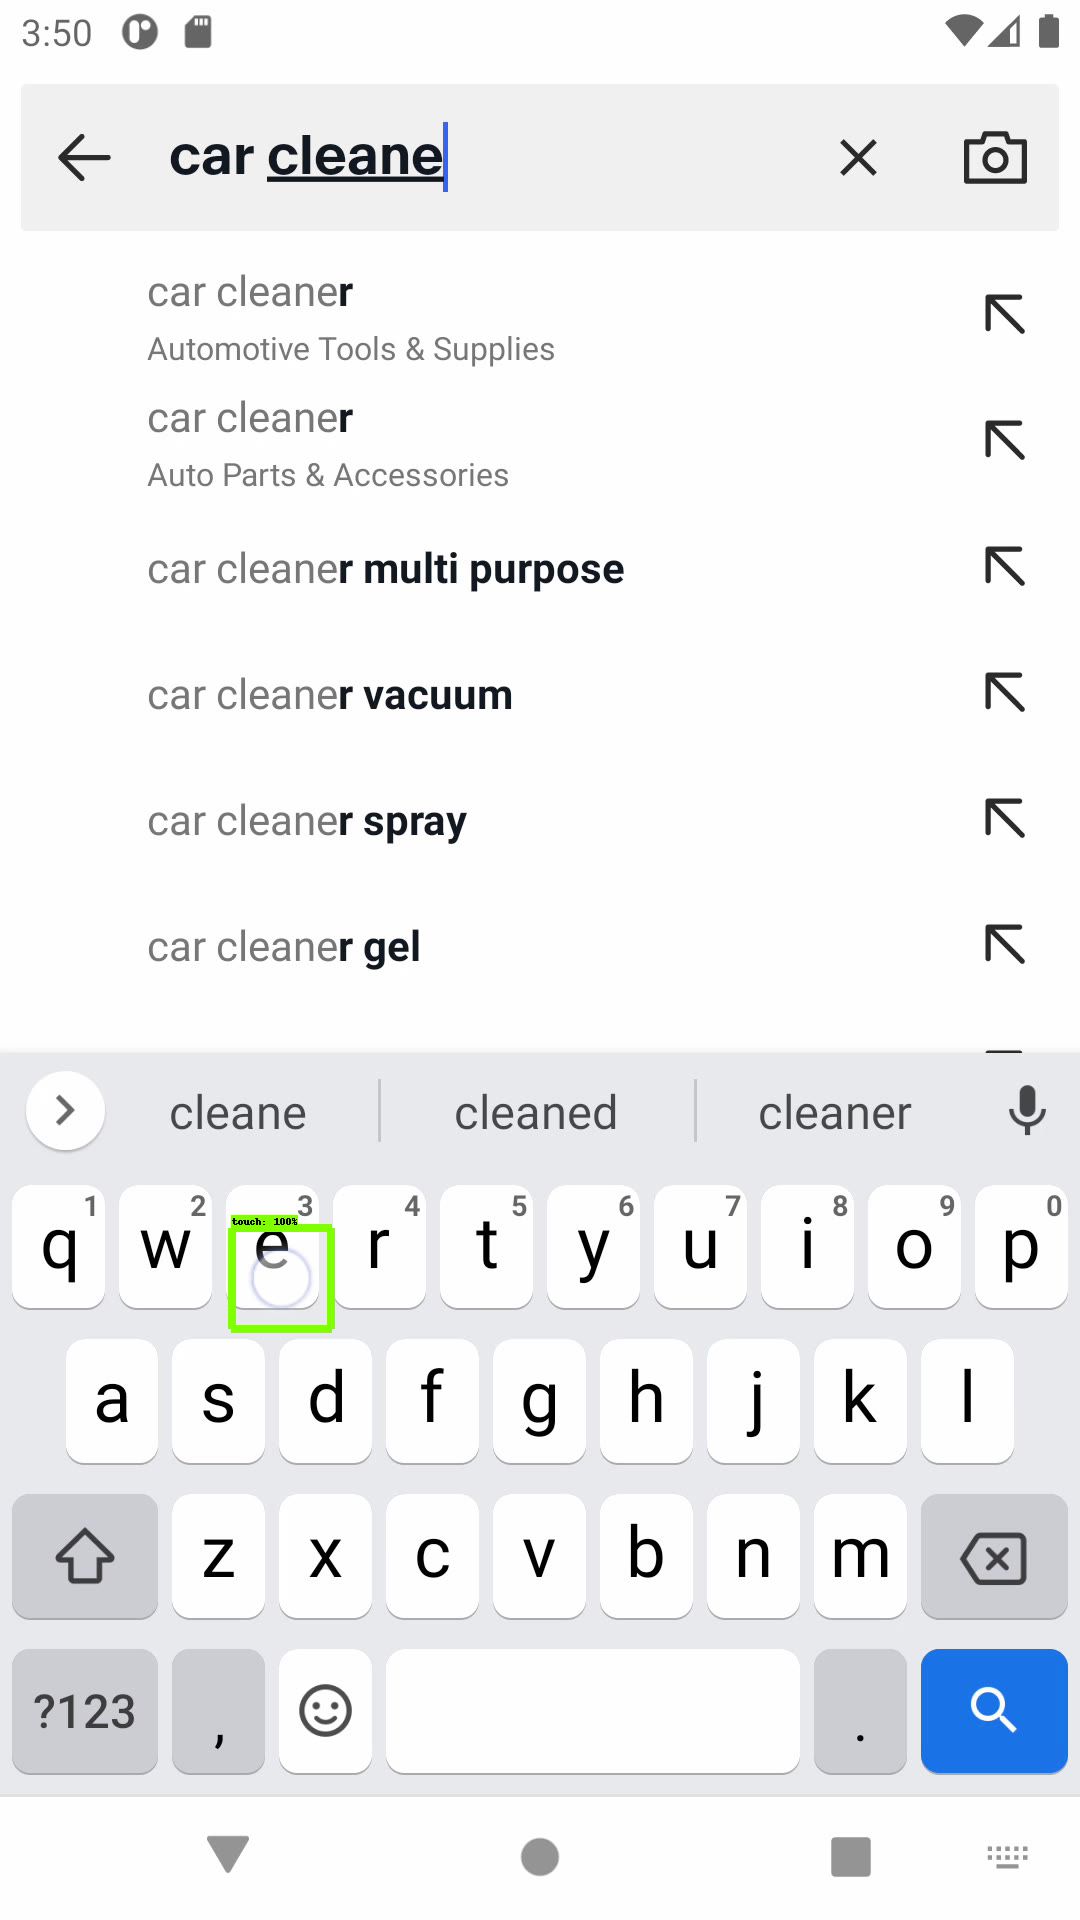 3:50
car cleane
car cleaner
Automotive Tools & Supplies
car cleaner
Auto Parts & Accessories
car cleaner multi purpose
car cleaner vacuum
car cleaner spray
car cleaner gel
cleane cleaned cleaner
1 2 3 4 5 6 7 8 9 0
touch: 100%
q w e r t y u i o p
a s d f g h j k l
z x c v b n m
?123 , .